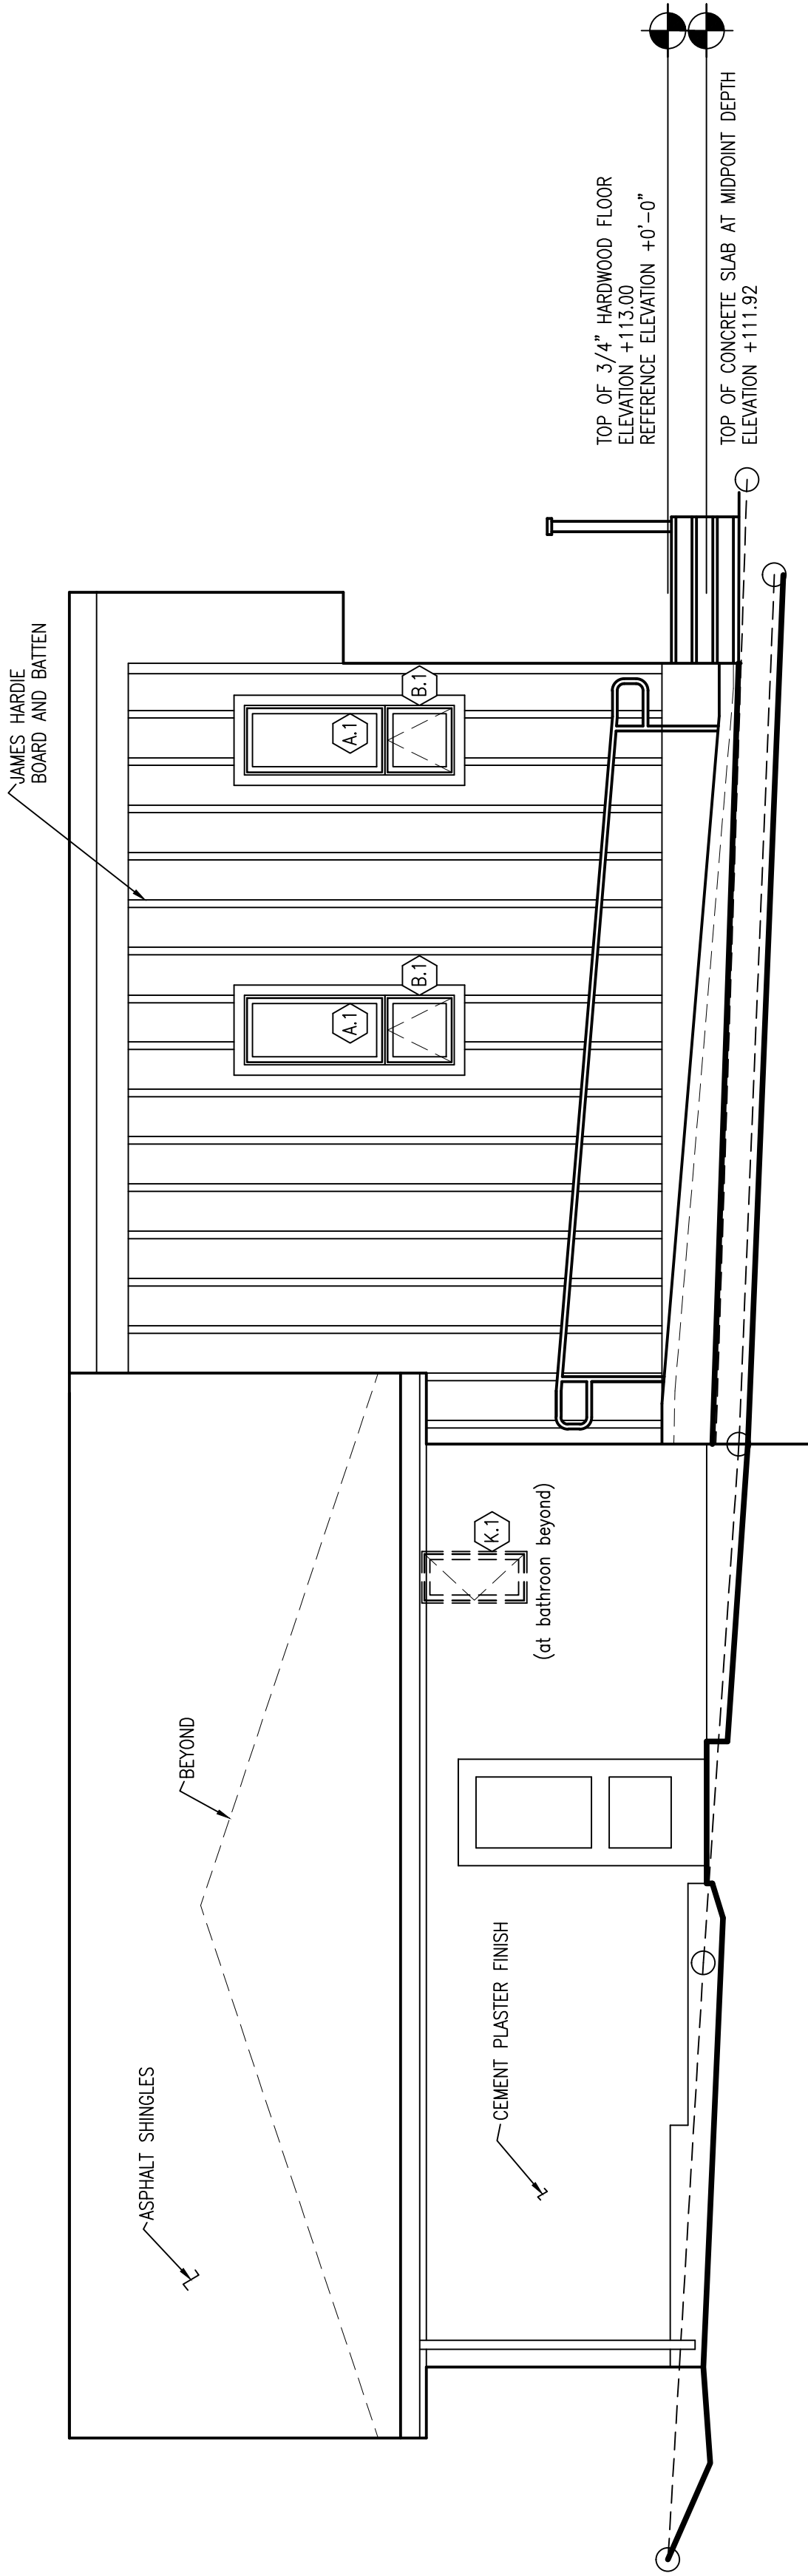 ASPHALT SHINGLES
BEYOND
JAMES HARDIE
BOARD AND BATTEN
A.1
B.1
A.1
B.1
K.1
(at bathroon beyond)
CEMENT PLASTER FINISH
TOP OF 3/4" HARDWOOD FLOOR
ELEVATION +113.00
REFERENCE ELEVATION +0'-0"
TOP OF CONCRETE SLAB AT MIDPOINT DEPTH
ELEVATION +111.92